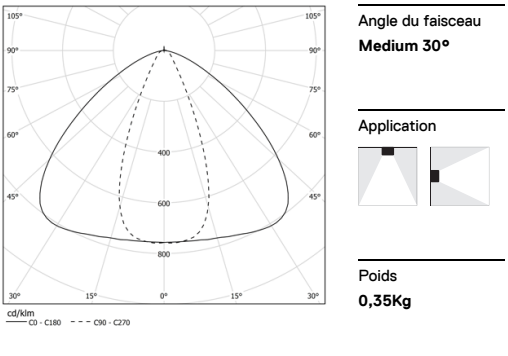 105° 105°
90° 90°
75° 75°
60° 60°
45° 45°
400
600
800
30° 15° 0° 15° 30°
cd/klm
C0 - C180 C90 - C270
Angle du faisceau
Medium 30°
Application
Poids
0,35Kg